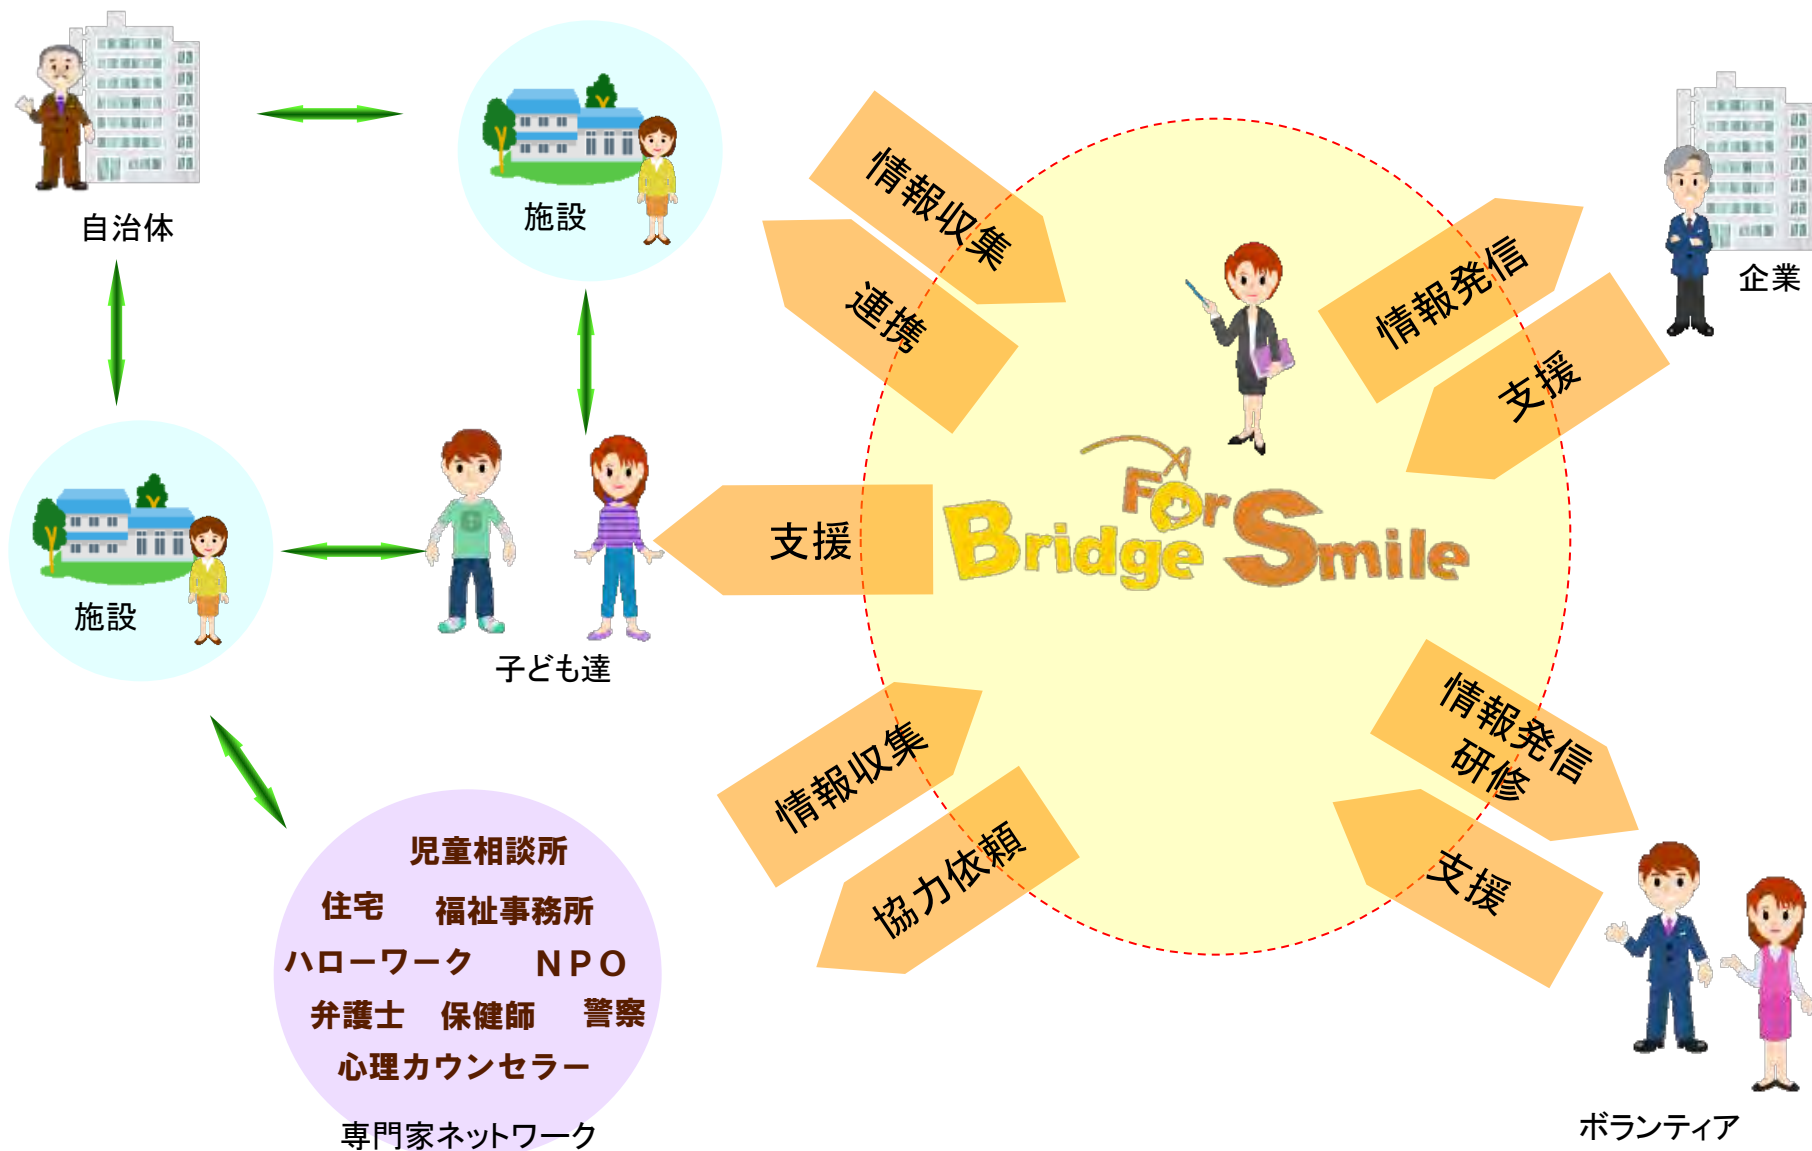 自治体
施設
情報収集
連携
情報発信
支援
企業
施設
子ども達
支援
Bridge For Smile
情報収集
協力依頼
情報発信
研修
支援
ボランティア
児童相談所
住宅 福祉事務所
ハローワーク ＮＰＯ
弁護士 保健師 警察
心理カウンセラー
専門家ネットワーク